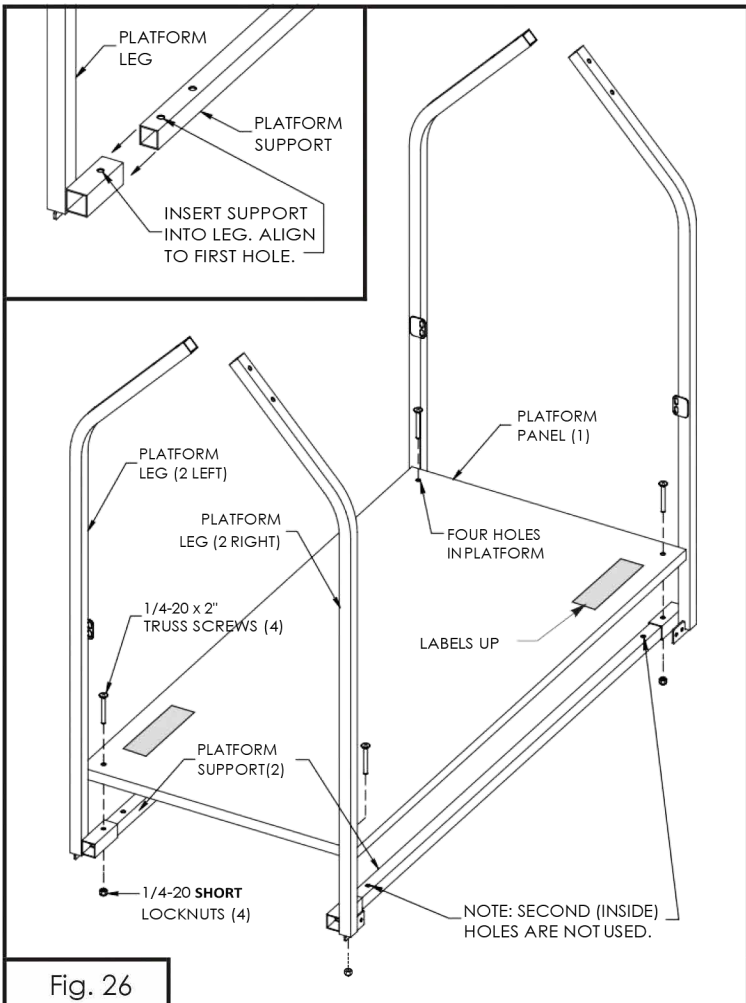 PLATFORM
LEG
PLATFORM
SUPPORT
INSERT SUPPORT
INTO LEG. ALIGN
TO FIRST HOLE.
PLATFORM
PANEL (1)
PLATFORM
LEG (2 LEFT)
PLATFORM
LEG (2 RIGHT)
FOUR HOLES
IN PLATFORM
1/4-20 x 2"
TRUSS SCREWS (4)
LABELS UP
PLATFORM
SUPPORT(2)
1/4-20 SHORT
LOCKNUTS (4)
NOTE: SECOND (INSIDE)
HOLES ARE NOT USED.
Fig. 26